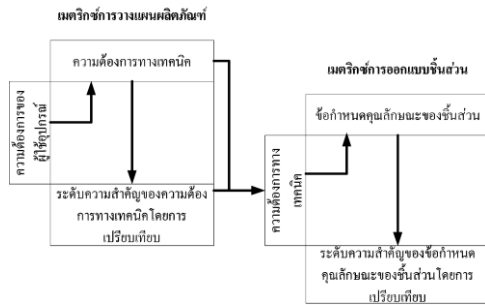 เมตริกซ์การวางแผนผลิตภัณฑ์
ความต้องการทางเทคนิค
ความต้องการของ
ผู้ใช้อุปกรณ์
ระดับความสำคัญของความต้อง
การทางเทคนิคโดยการ
เปรียบเทียบ
เมตริกซ์การออกแบบชิ้นส่วน
ข้อกำหนดคุณลักษณะของชิ้นส่วน
ความต้องการทาง
เทคนิค
ระดับความสำคัญของข้อกำหนด
คุณลักษณะของชิ้นส่วนโดยการ
เปรียบเทียบ